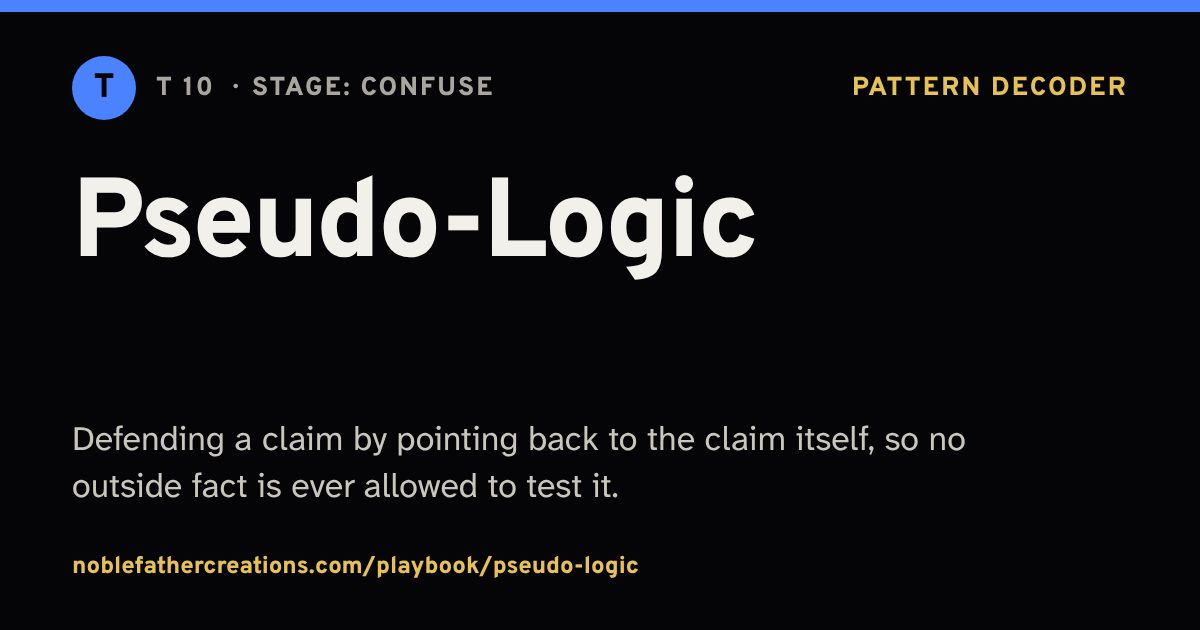 T T 10 · STAGE: CONFUSE PATTERN DECODER
Pseudo-Logic
Defending a claim by pointing back to the claim itself, so no
outside fact is ever allowed to test it.
noblefathercreations.com/playbook/pseudo-logic